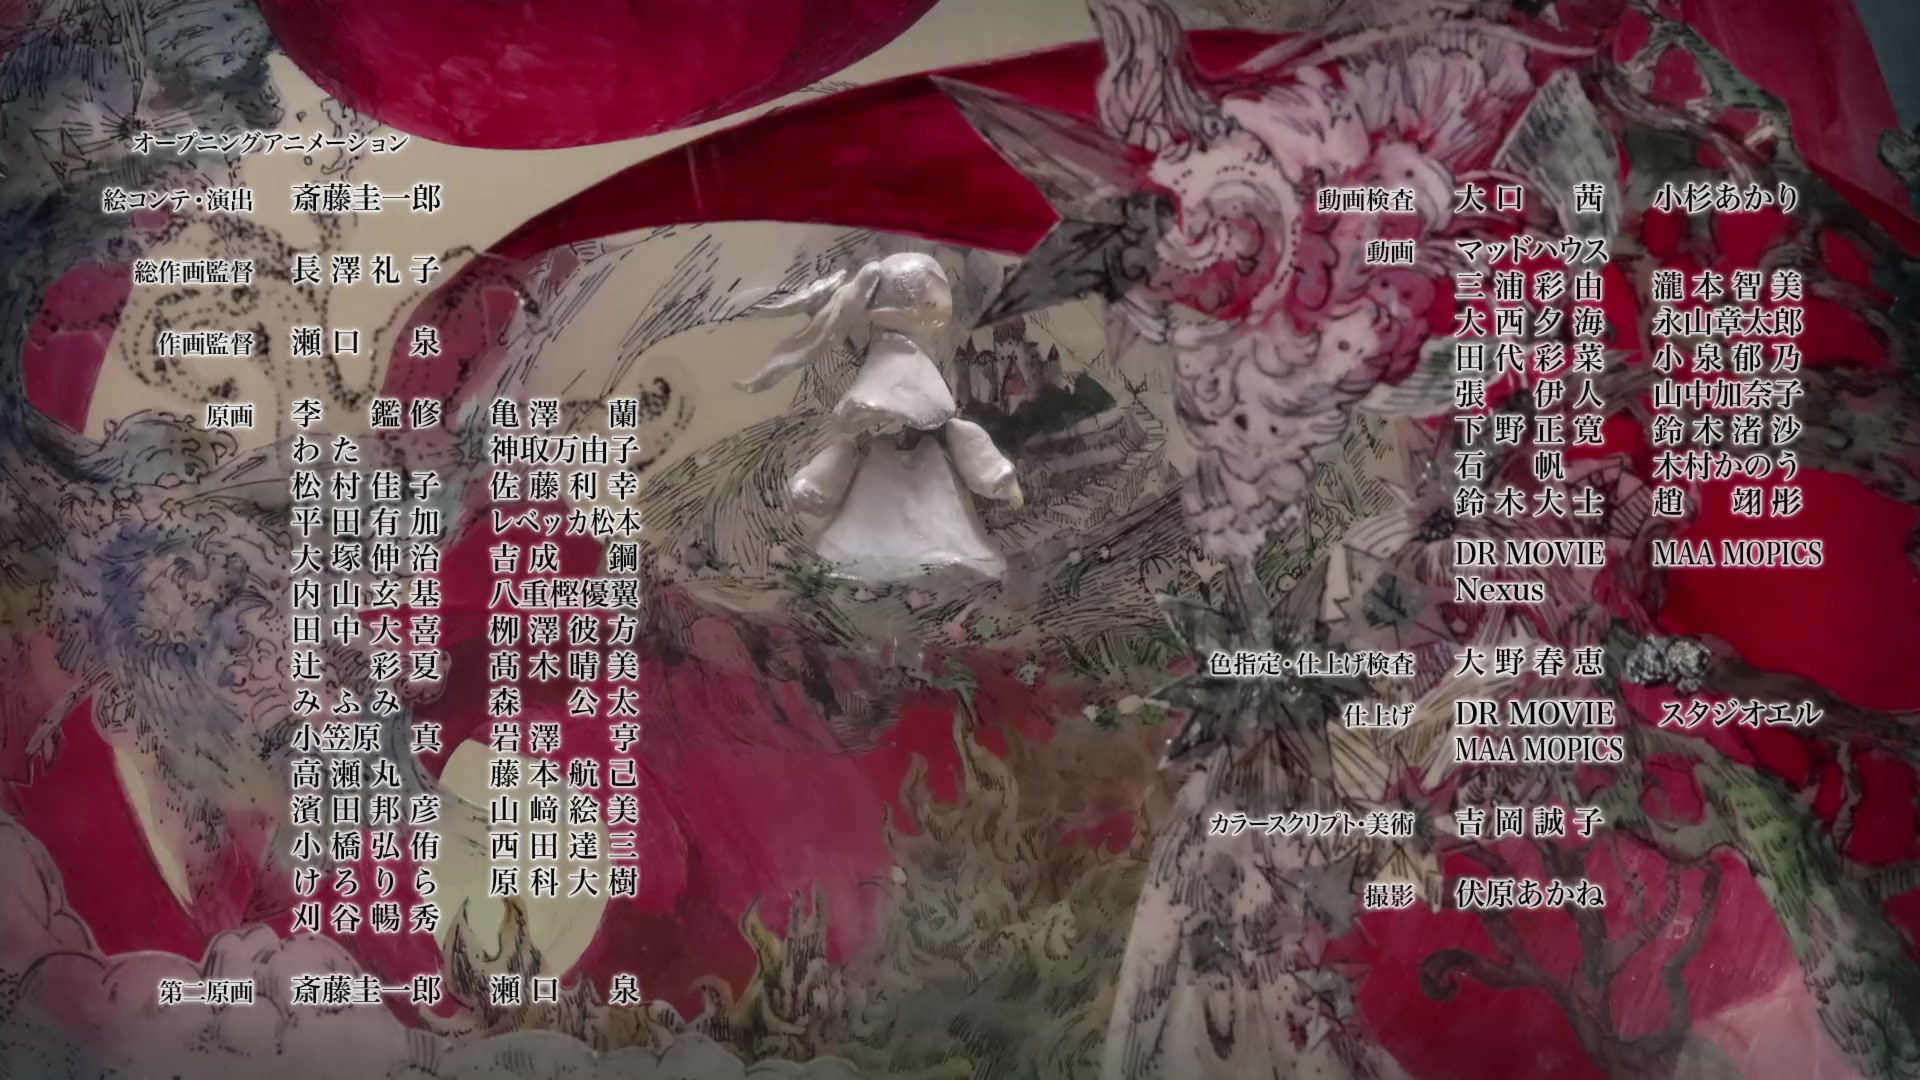 オープニングアニメーション
絵コンテ・演出 斎藤圭一郎
総作画監督 長澤礼子
作画監督 瀬口 泉
原画 李 鑑修 亀澤 蘭
わた 神取万由子
松村佳子 佐藤利幸
平田有加 レベッカ松本
大塚伸治 吉成 鋼
内山玄基 八重樫優翼
田中大喜 栁澤彼方
辻 彩夏 髙木晴美
みふみ 森 公太
小笠原 真 岩澤 亨
高瀬丸 藤本航己
濱田邦彦 山﨑絵美
小橋弘侑 西田達三
けろりら 原科大樹
刈谷暢秀
第二原画 斎藤圭一郎 瀬口 泉
動画検査 大口 茜 小杉あかり
動画 マッドハウス
三浦彩由 瀧本智美
大西夕海 永山章太郎
田代彩菜 小泉郁乃
張 伊人 山中加奈子
下野正寛 鈴木渚沙
石 帆 木村かのう
鈴木大士 趙 翊彤
DR MOVIE MAA MOPICS
Nexus
色指定・仕上げ検査 大野春恵
仕上げ DR MOVIE スタジオエル
MAA MOPICS
カラースクリプト・美術 吉岡誠子
撮影 伏原あかね